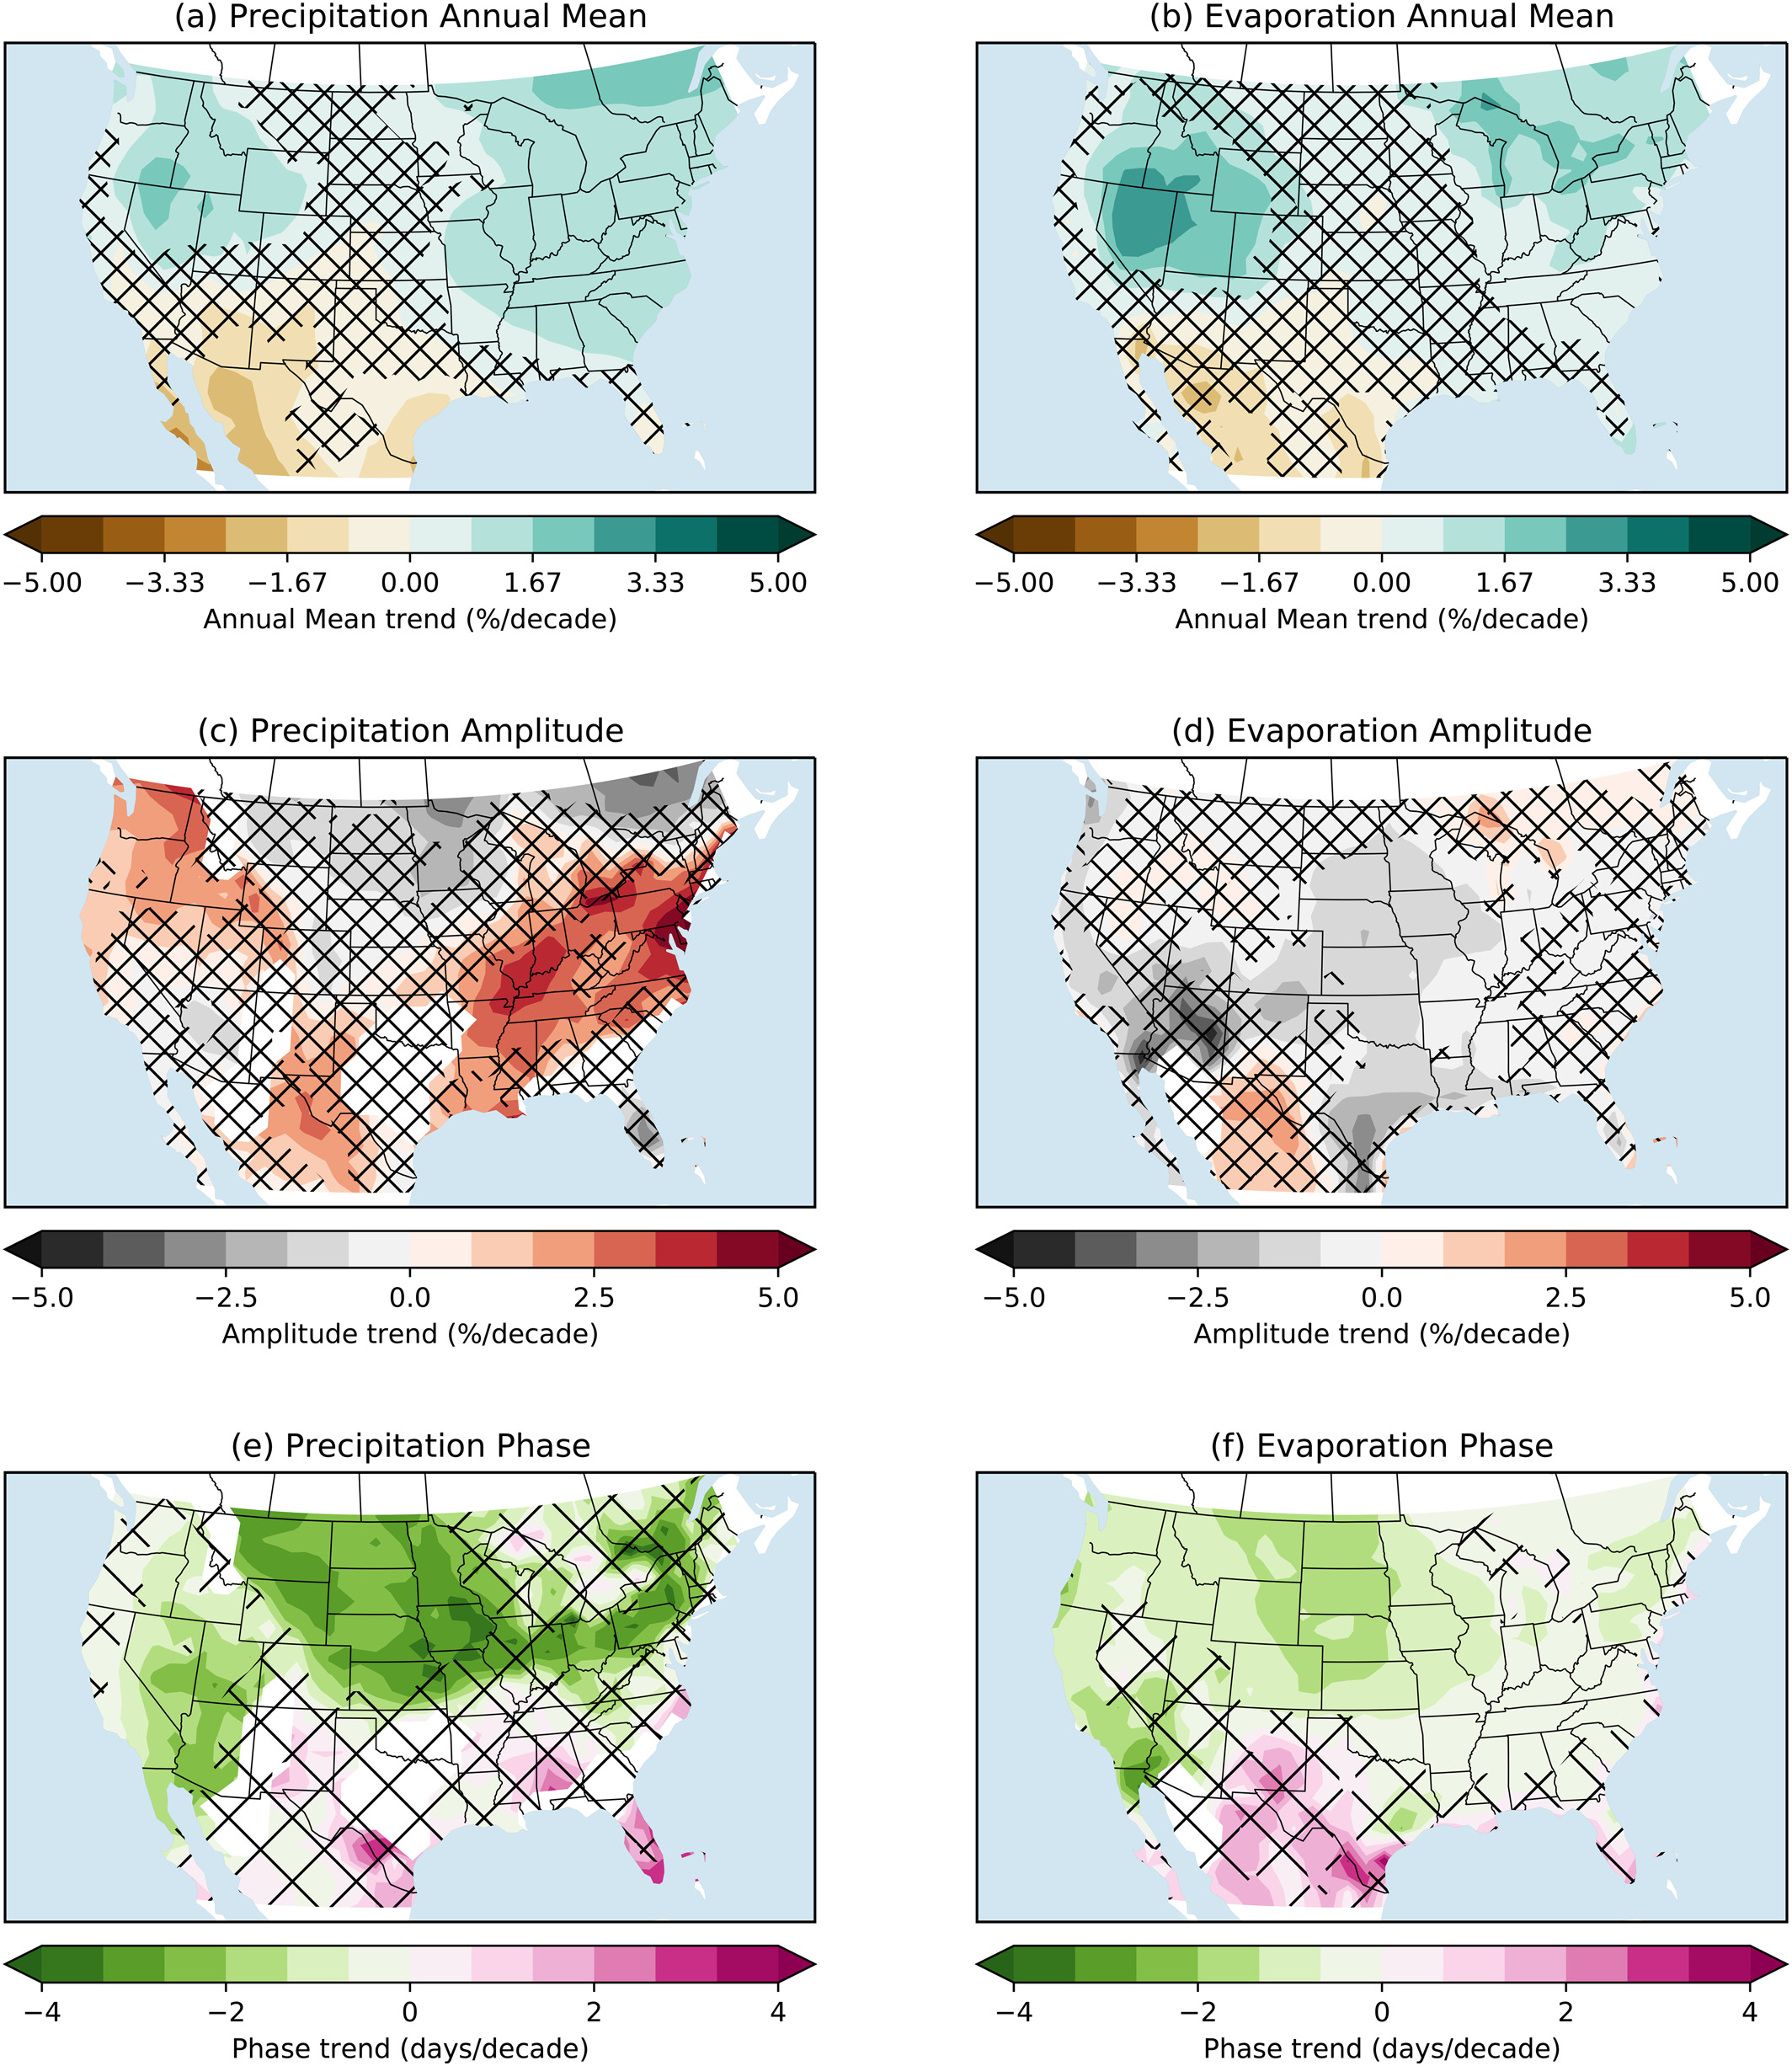 (a) Precipitation Annual Mean
(b) Evaporation Annual Mean
−5.00 −3.33 −1.67 0.00 1.67 3.33 5.00
Annual Mean trend (%/decade)
−5.00 −3.33 −1.67 0.00 1.67 3.33 5.00
Annual Mean trend (%/decade)
(c) Precipitation Amplitude
(d) Evaporation Amplitude
−5.0 −2.5 0.0 2.5 5.0
Amplitude trend (%/decade)
−5.0 −2.5 0.0 2.5 5.0
Amplitude trend (%/decade)
(e) Precipitation Phase
(f) Evaporation Phase
−4 −2 0 2 4
Phase trend (days/decade)
−4 −2 0 2 4
Phase trend (days/decade)